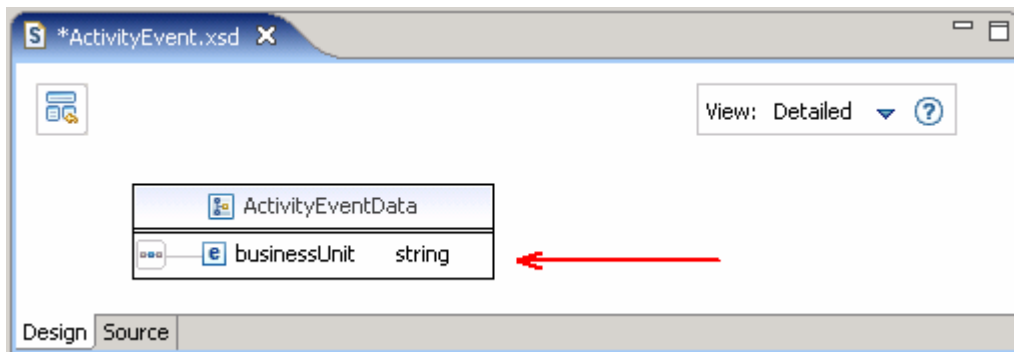 S *ActivityEvent.xsd
View: Detailed ?
ActivityEventData
e businessUnit string
Design Source